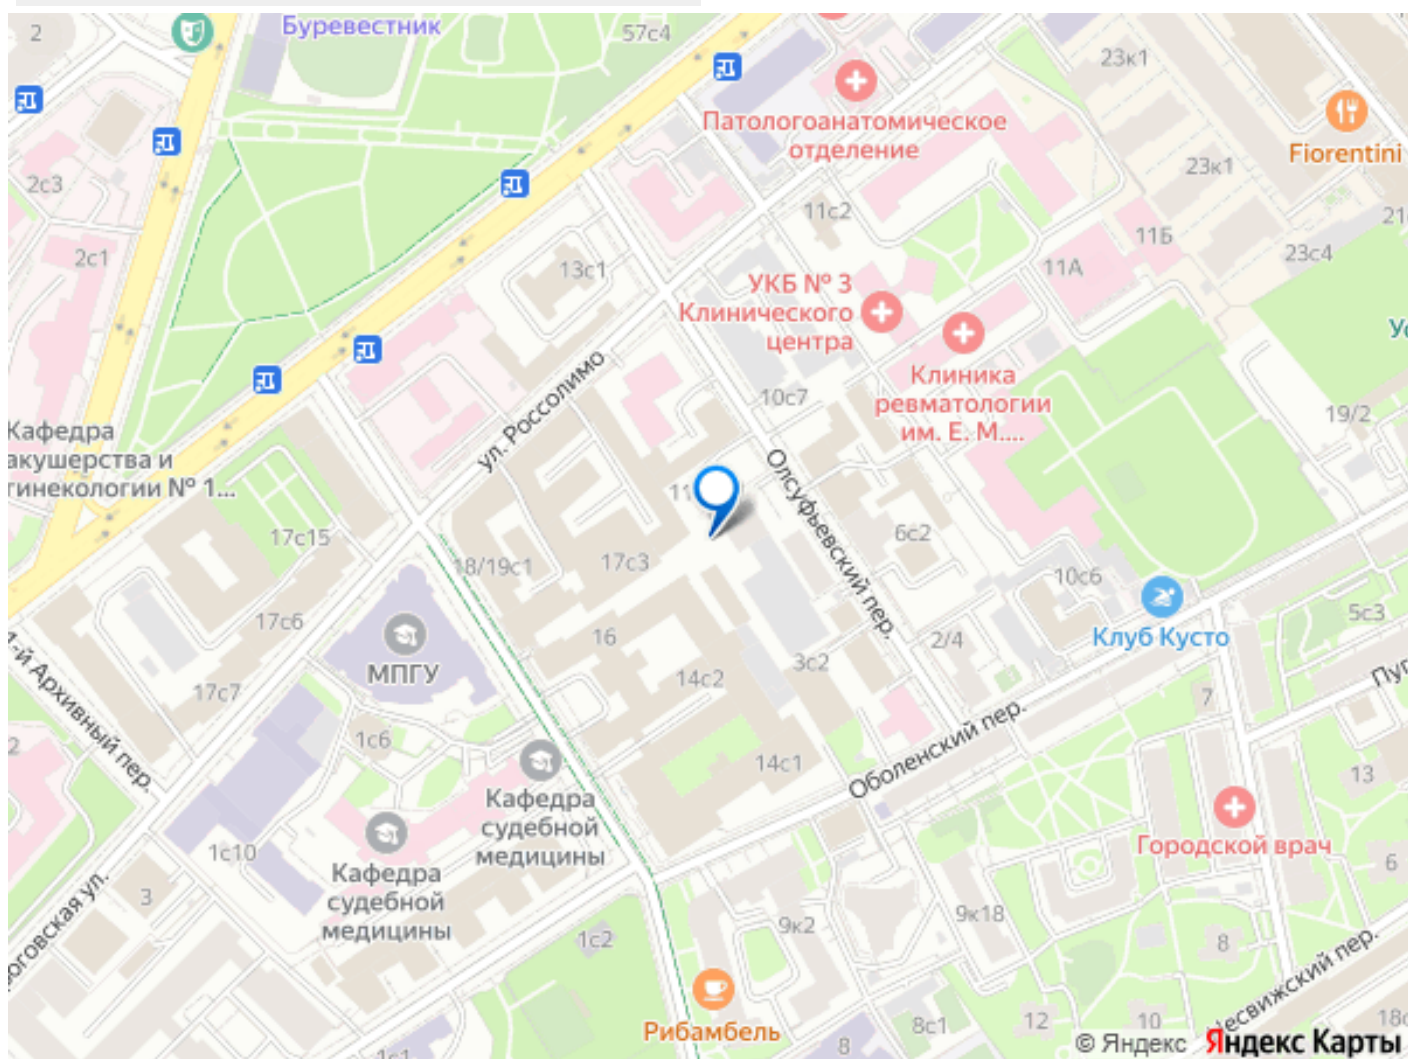 2
Буревестник
57с4
23к1
Патологоанатомическое
отделение
Fiorentini
23к1
2с3
11с2
11Б
23с4
2с1
13с1
11А
УКБ № 3
Клинического
центра
Клиника
ревматологии
им. Е. М....
ул. Россолимо
10с7
19/2
Кафедра
акушерства и
гинекологии № 1...
Олсуфьевский пер.
17с15
6с2
18/19с1
17с3
10с6
5с3
17с6
16
Клуб Кусто
2/4
МПГУ
3с2
17с7
14с2
7
1-й Архивный пер.
1с6
Оболенский пер.
14с1
13
Кафедра
судебной
медицины
Городской врач
1с10
6
Кафедра
судебной
медицины
3
9к2
9к18
1с2
8
Несвижский пер.
Рибамбель
8с1
12
10
8
1с1
© Яндекс Яндекс Карты